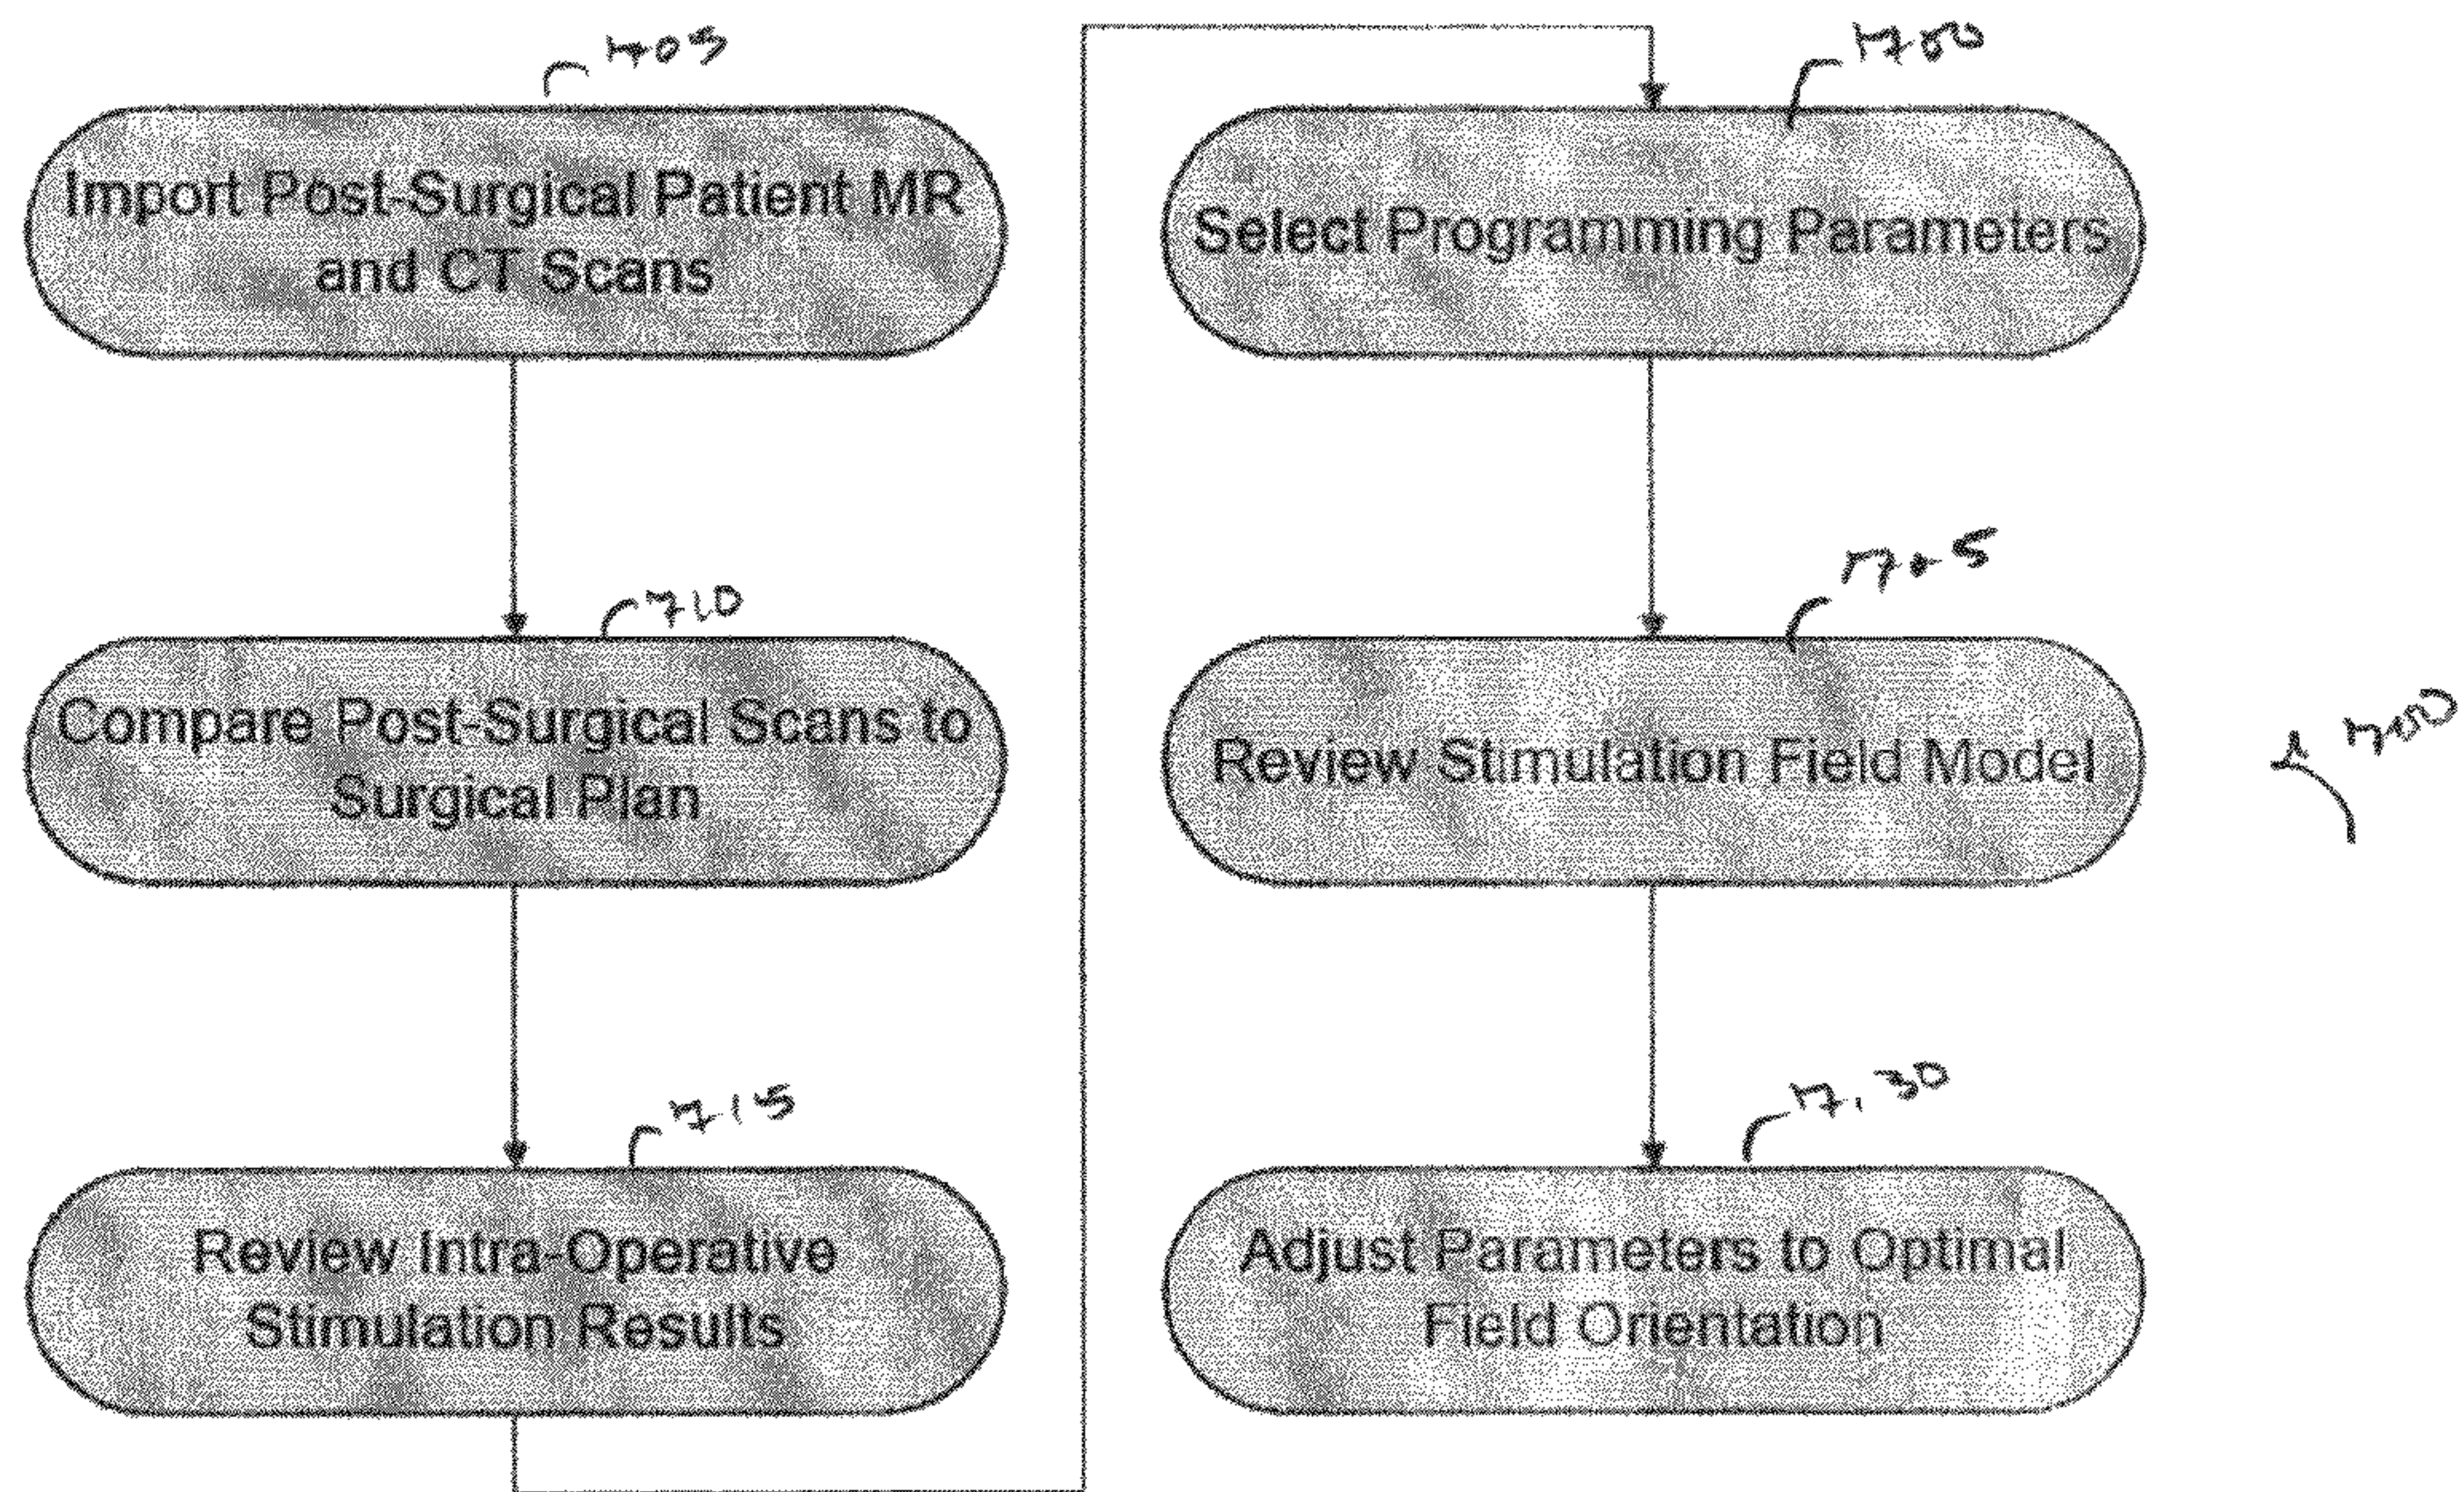 705
Import Post-Surgical Patient MR
and CT Scans
710
Compare Post-Surgical Scans to
Surgical Plan
715
Review Intra-Operative
Stimulation Results
Select Programming Parameters
Review Stimulation Field Model
730
Adjust Parameters to Optimal
Field Orientation
700